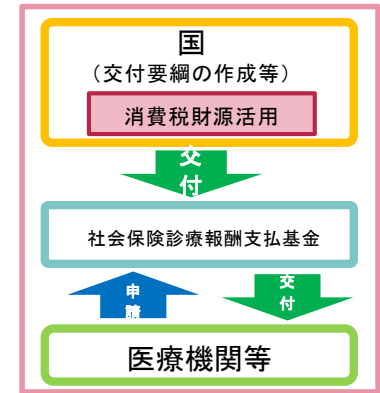 国
(交付要綱の作成等)
消費税財源活用
交
付
社会保険診療報酬支払基金
申
請
交
付
医療機関等